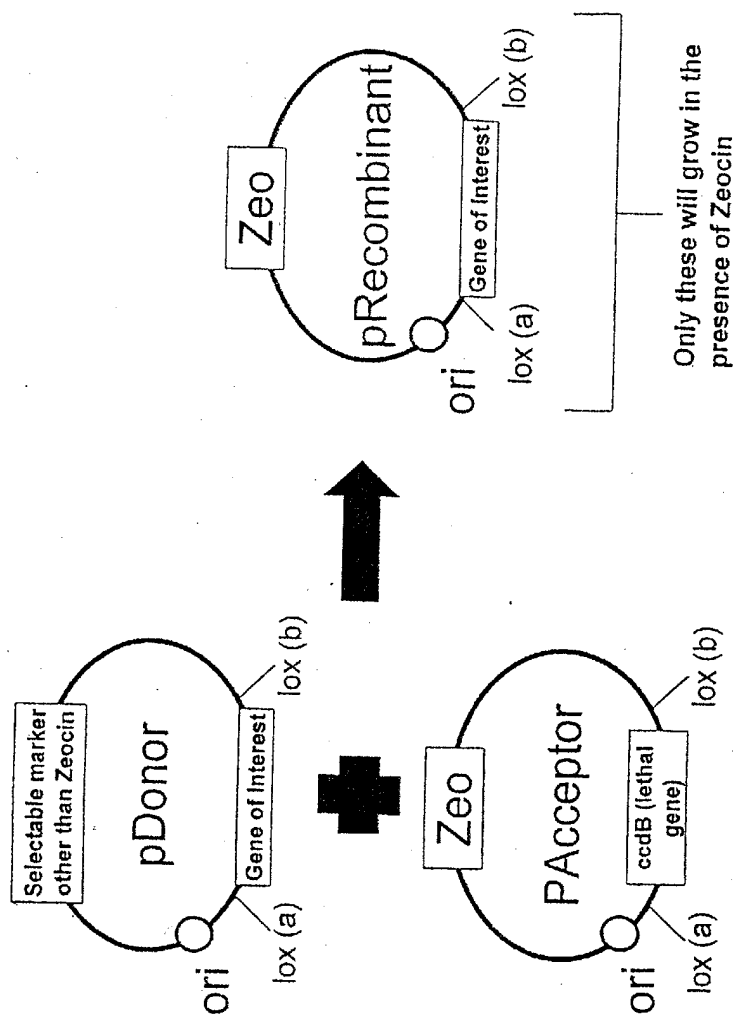 Selectable marker
other than Zeocin
pDonor
ori
Gene of Interest
lox (a)
lox (b)
Zeo
PAcceptor
ori
ccdB (lethal
gene)
lox (a)
lox (b)
Zeo
pRecombinant
ori
Gene of Interest
lox (a)
lox (b)
Only these will grow in the
presence of Zeocin